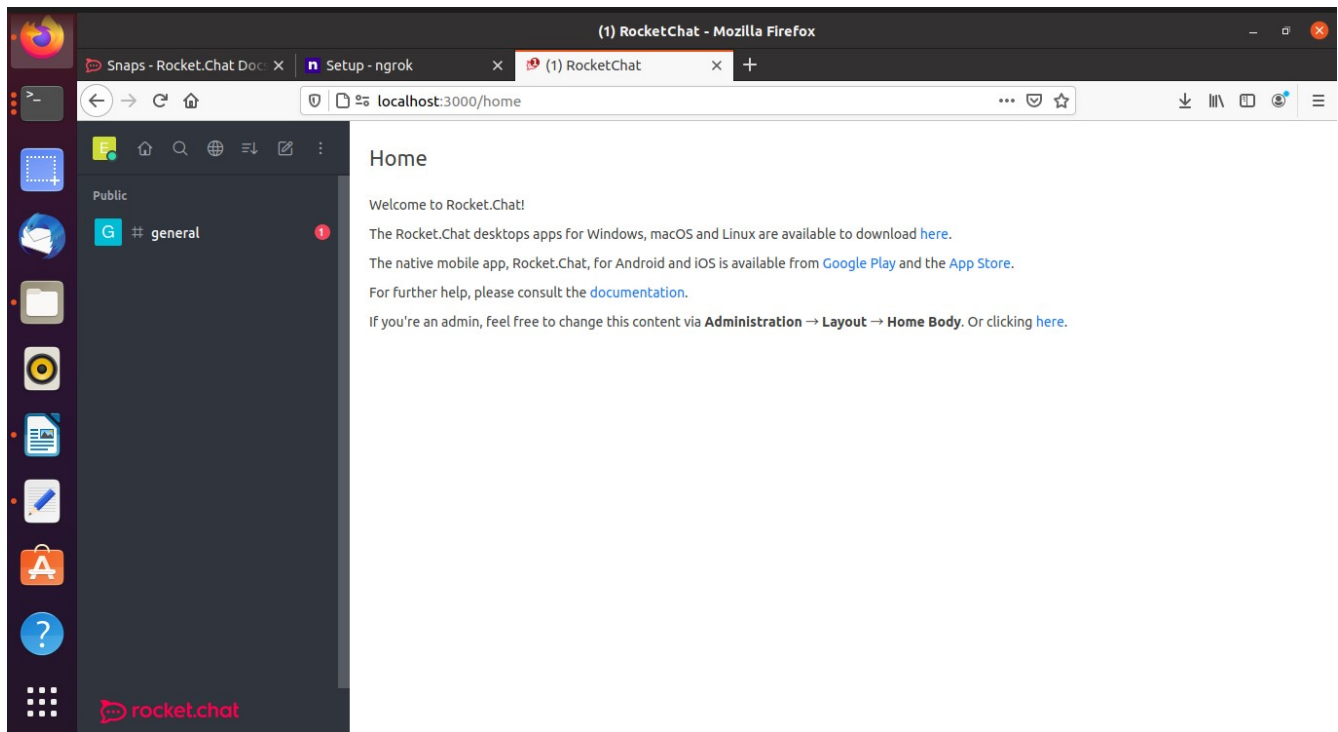 (1) RocketChat - Mozilla Firefox
Snaps - Rocket.Chat Doc
n Setup - ngrok
(1) RocketChat
localhost:3000/home
E
Home
Public
Welcome to Rocket.Chat!
G # general 1
The Rocket.Chat desktops apps for Windows, macOS and Linux are available to download here.
The native mobile app, Rocket.Chat, for Android and iOS is available from Google Play and the App Store.
For further help, please consult the documentation.
If you're an admin, feel free to change this content via Administration → Layout → Home Body. Or clicking here.
rocket.chat